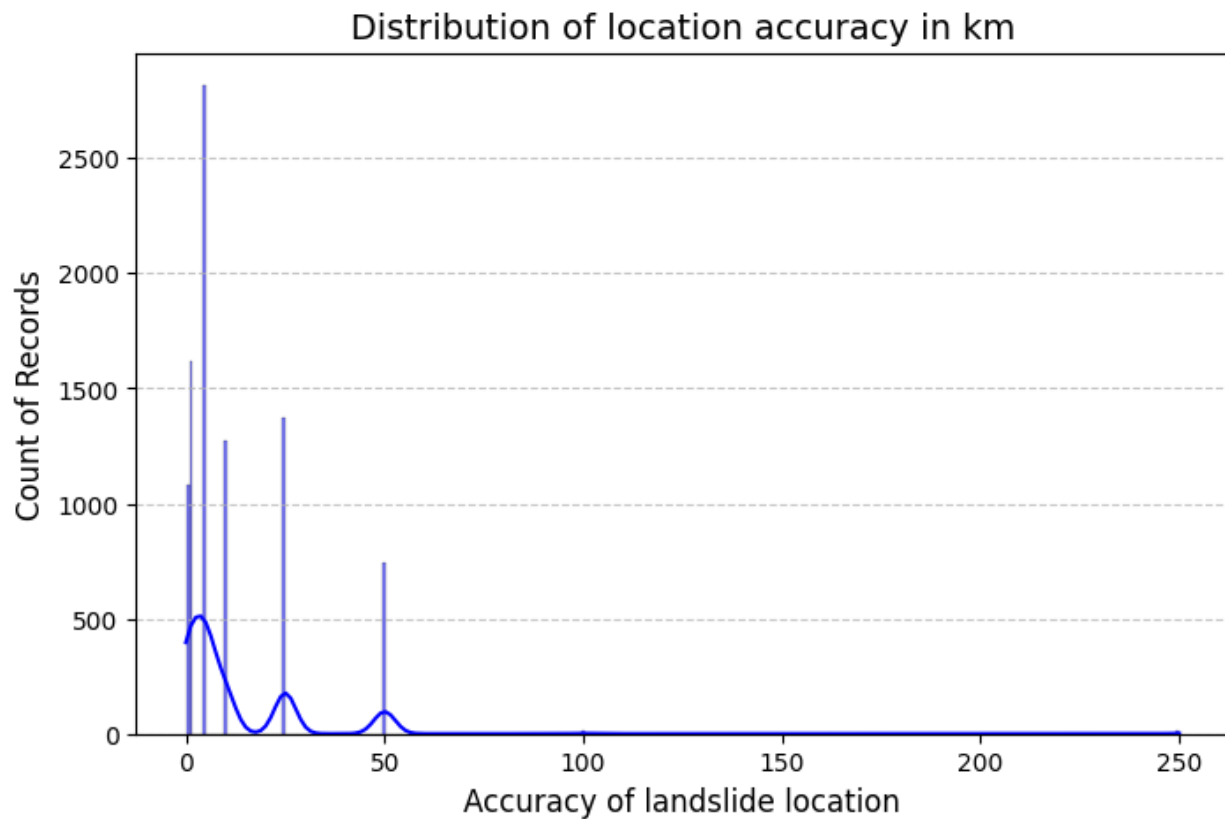 Distribution of location accuracy in km
Count of Records
2500
2000
1500
1000
500
0
0 50 100 150 200 250
Accuracy of landslide location